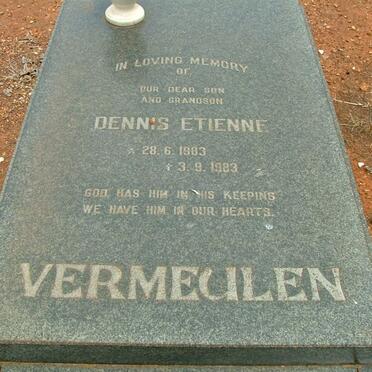 IN LOVING MEMORY
OF
OUR DEAR SON
AND GRANDSON
DENNIS ETIENNE
* 28.6.1983
† 3.9.1983
GOD HAS HIM IN HIS KEEPING
WE HAVE HIM IN OUR HEARTS.
VERMEULEN